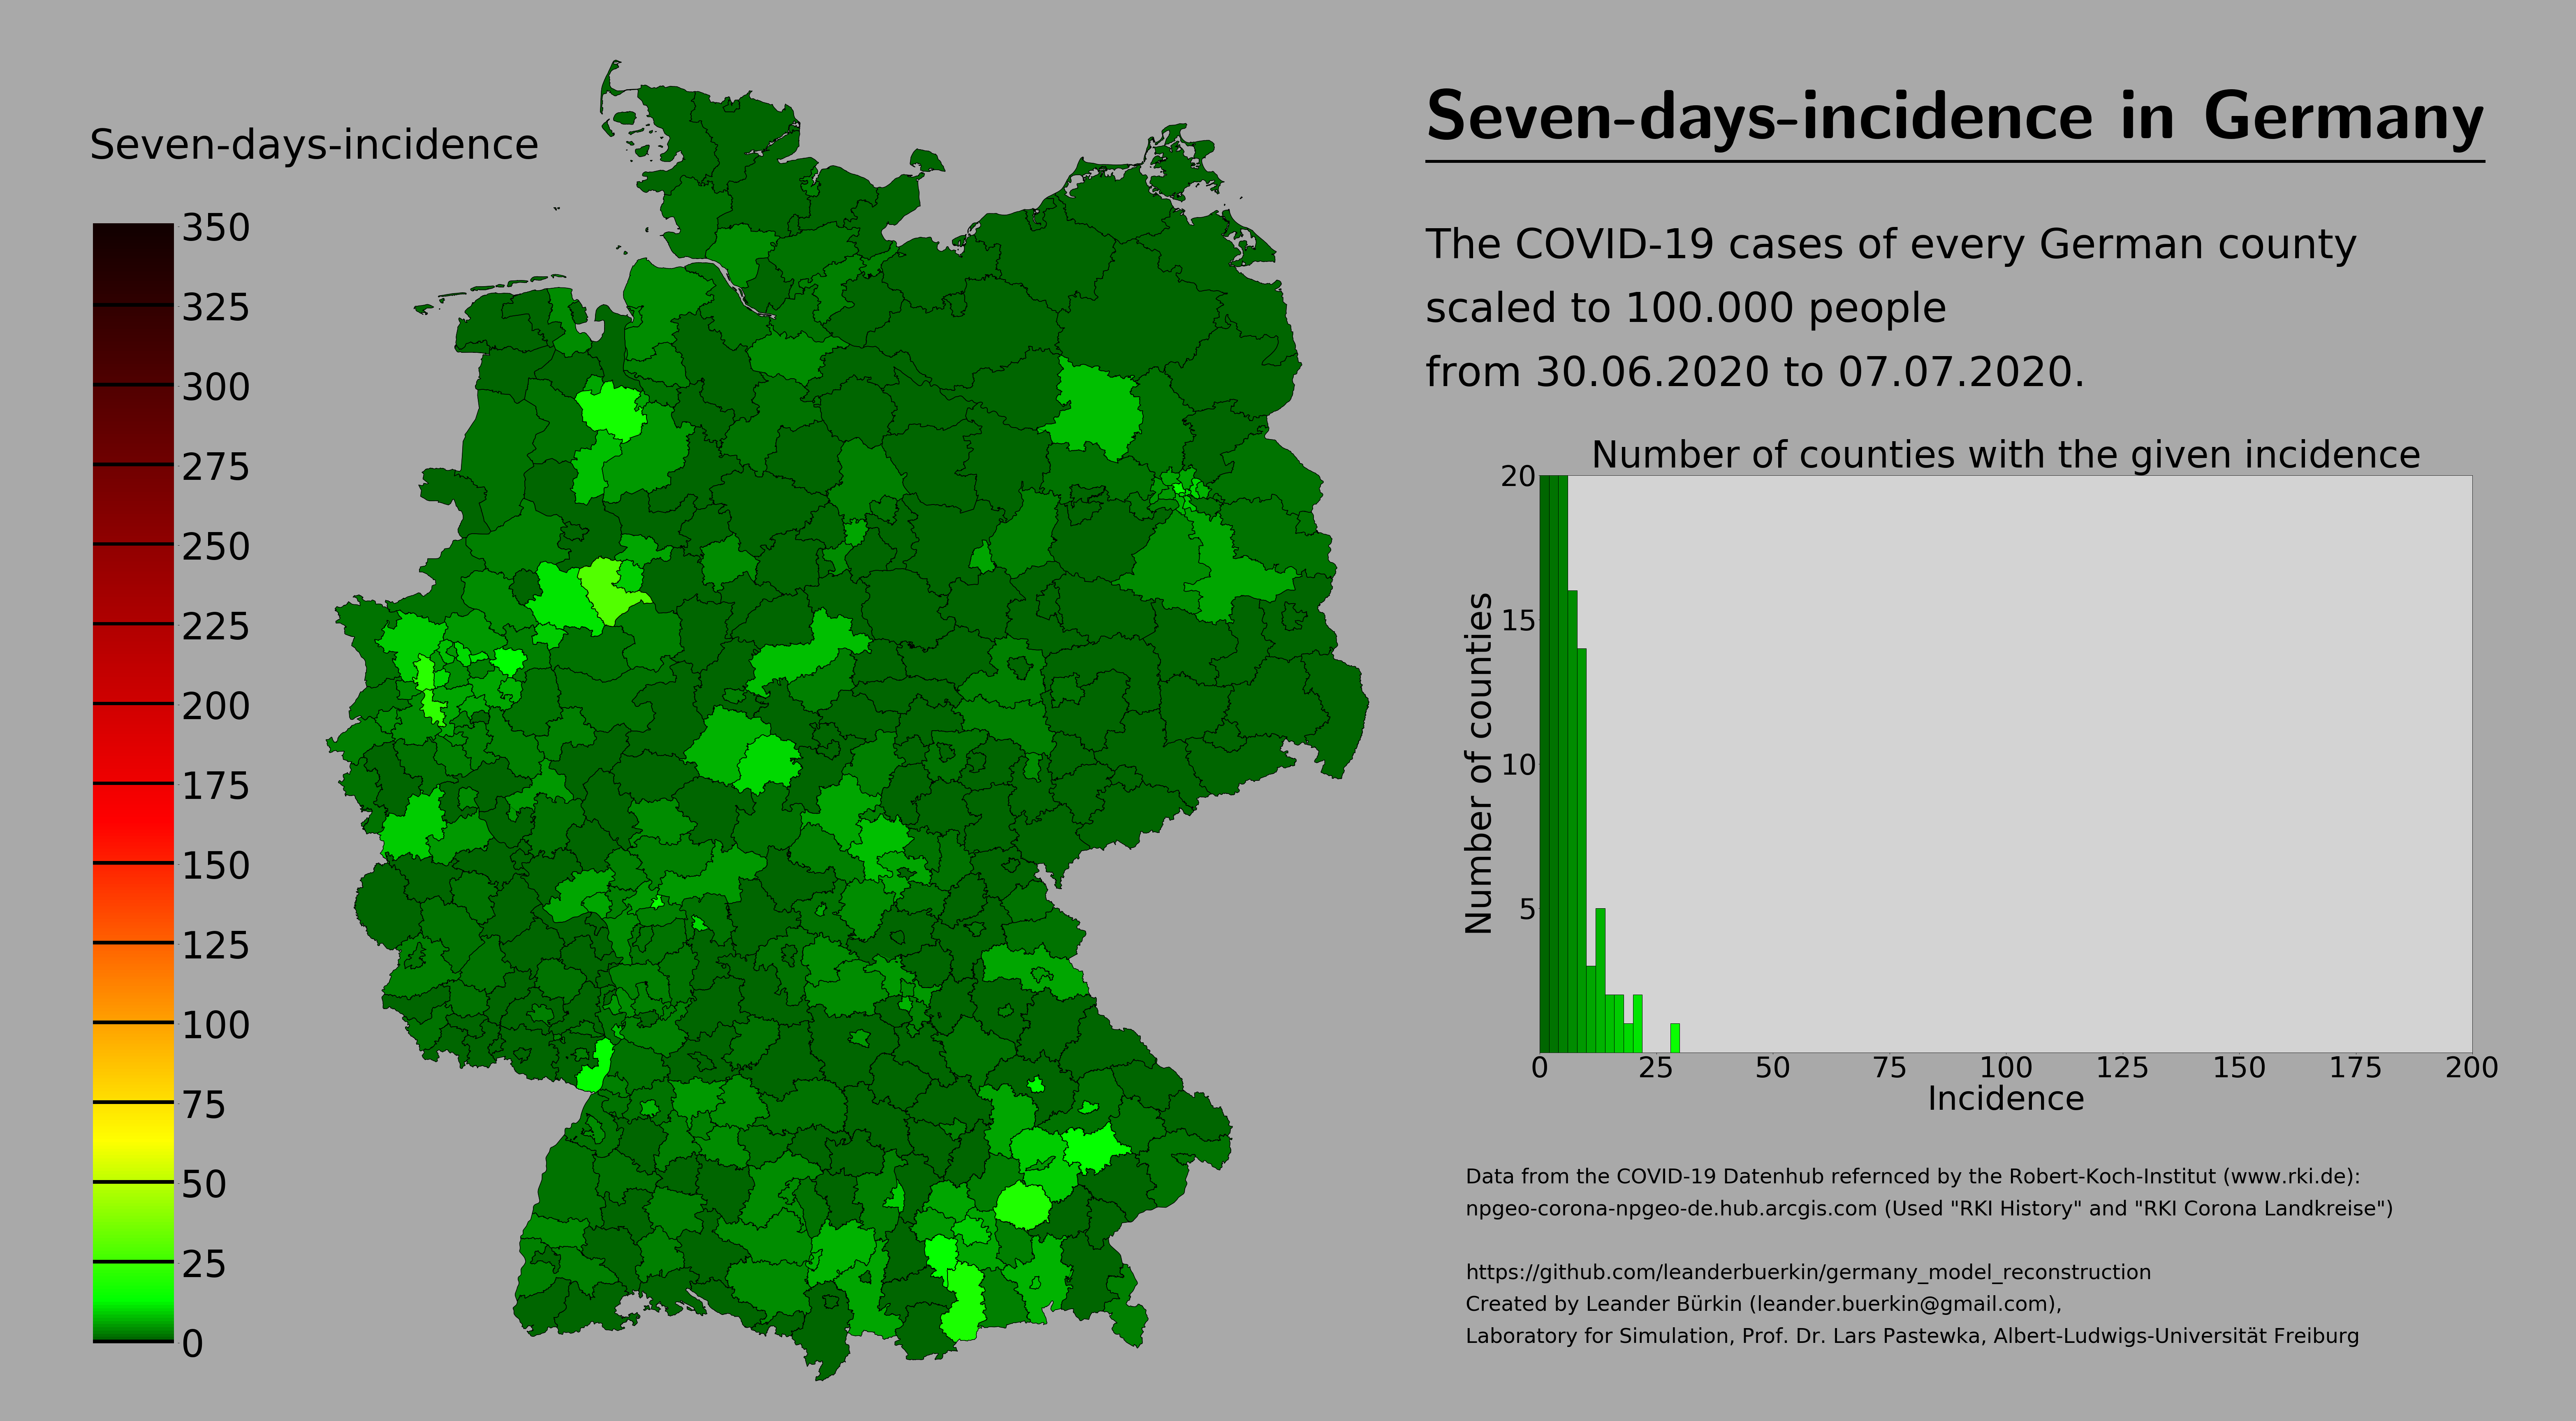 Seven-days-incidence in Germany
Seven-days-incidence
350
325
300
275
250
225
200
175
150
125
100
75
50
25
0
The COVID-19 cases of every German county
scaled to 100.000 people
from 30.06.2020 to 07.07.2020.
Number of counties with the given incidence
Number of counties
20
15
10
5
0 25 50 75 100 125 150 175 200
Incidence
Data from the COVID-19 Datenhub refernced by the Robert-Koch-Institut (www.rki.de):
npgeo-corona-npgeo-de.hub.arcgis.com (Used "RKI History" and "RKI Corona Landkreise")
https://github.com/leanderbuerkin/germany_model_reconstruction
Created by Leander Bürkin (leander.buerkin@gmail.com),
Laboratory for Simulation, Prof. Dr. Lars Pastewka, Albert-Ludwigs-Universität Freiburg